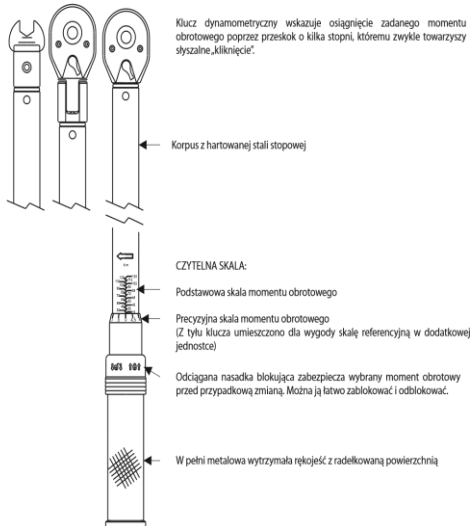 Klucz dynamometryczny wskazuje osiągnięcie zadanego momentu
obrotowego poprzez przeskok o kilka stopni, któremu zwykle towarzyszy
słyszalne „kliknięcie".
Korpus z hartowanej stali stopowej
CZYTELNA SKALA:
Podstawowa skala momentu obrotowego
Precyzyjna skala momentu obrotowego
(Z tyłu klucza umieszczono dla wygody skalę referencyjną w dodatkowej
jednostce)
Odciągana nasadka blokująca zabezpiecza wybrany moment obrotowy
przed przypadkową zmianą. Można ją łatwo zablokować i odblokować.
W pełni metalowa wytrzymała rękojeść z radełkowaną powierzchnią